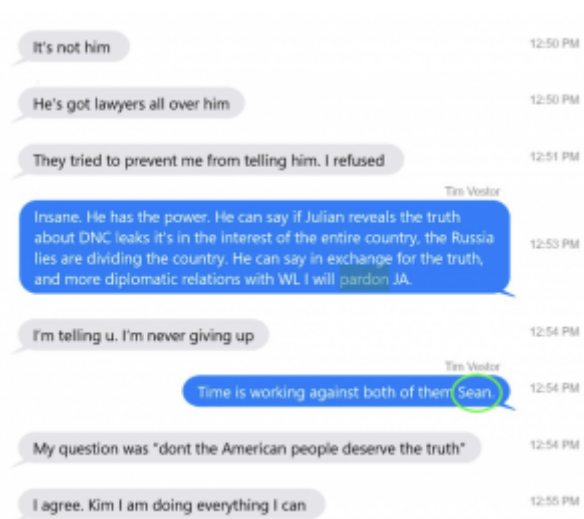 It's not him
12:50 PM
He's got lawyers all over him
12:50 PM
They tried to prevent me from telling him. I refused
12:51 PM
Tim Vestor
Insane. He has the power. He can say if Julian reveals the truth
about DNC leaks it's in the interest of the entire country, the Russia
lies are dividing the country. He can say in exchange for the truth,
and more diplomatic relations with WL I will pardon JA.
12:53 PM
I'm telling u. I'm never giving up
12:54 PM
Tim Vestor
Time is working against both of them Sean.
12:54 PM
My question was "dont the American people deserve the truth"
12:54 PM
I agree. Kim I am doing everything I can
12:55 PM